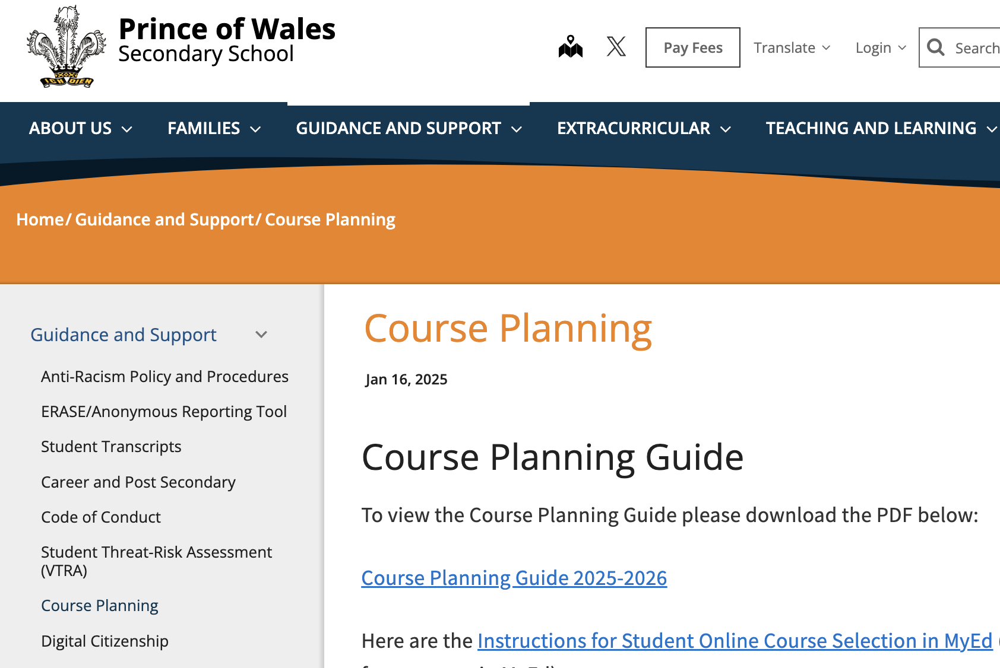 Prince of Wales
Secondary School
ICH DIEN
Pay Fees
Translate
Login
Search
ABOUT US
FAMILIES
GUIDANCE AND SUPPORT
EXTRACURRICULAR
TEACHING AND LEARNING
Home/ Guidance and Support/ Course Planning
Guidance and Support
Anti-Racism Policy and Procedures
ERASE/Anonymous Reporting Tool
Student Transcripts
Career and Post Secondary
Code of Conduct
Student Threat-Risk Assessment
(VTRA)
Course Planning
Digital Citizenship
Course Planning
Jan 16, 2025
Course Planning Guide
To view the Course Planning Guide please download the PDF below:
Course Planning Guide 2025-2026
Here are the Instructions for Student Online Course Selection in MyEd